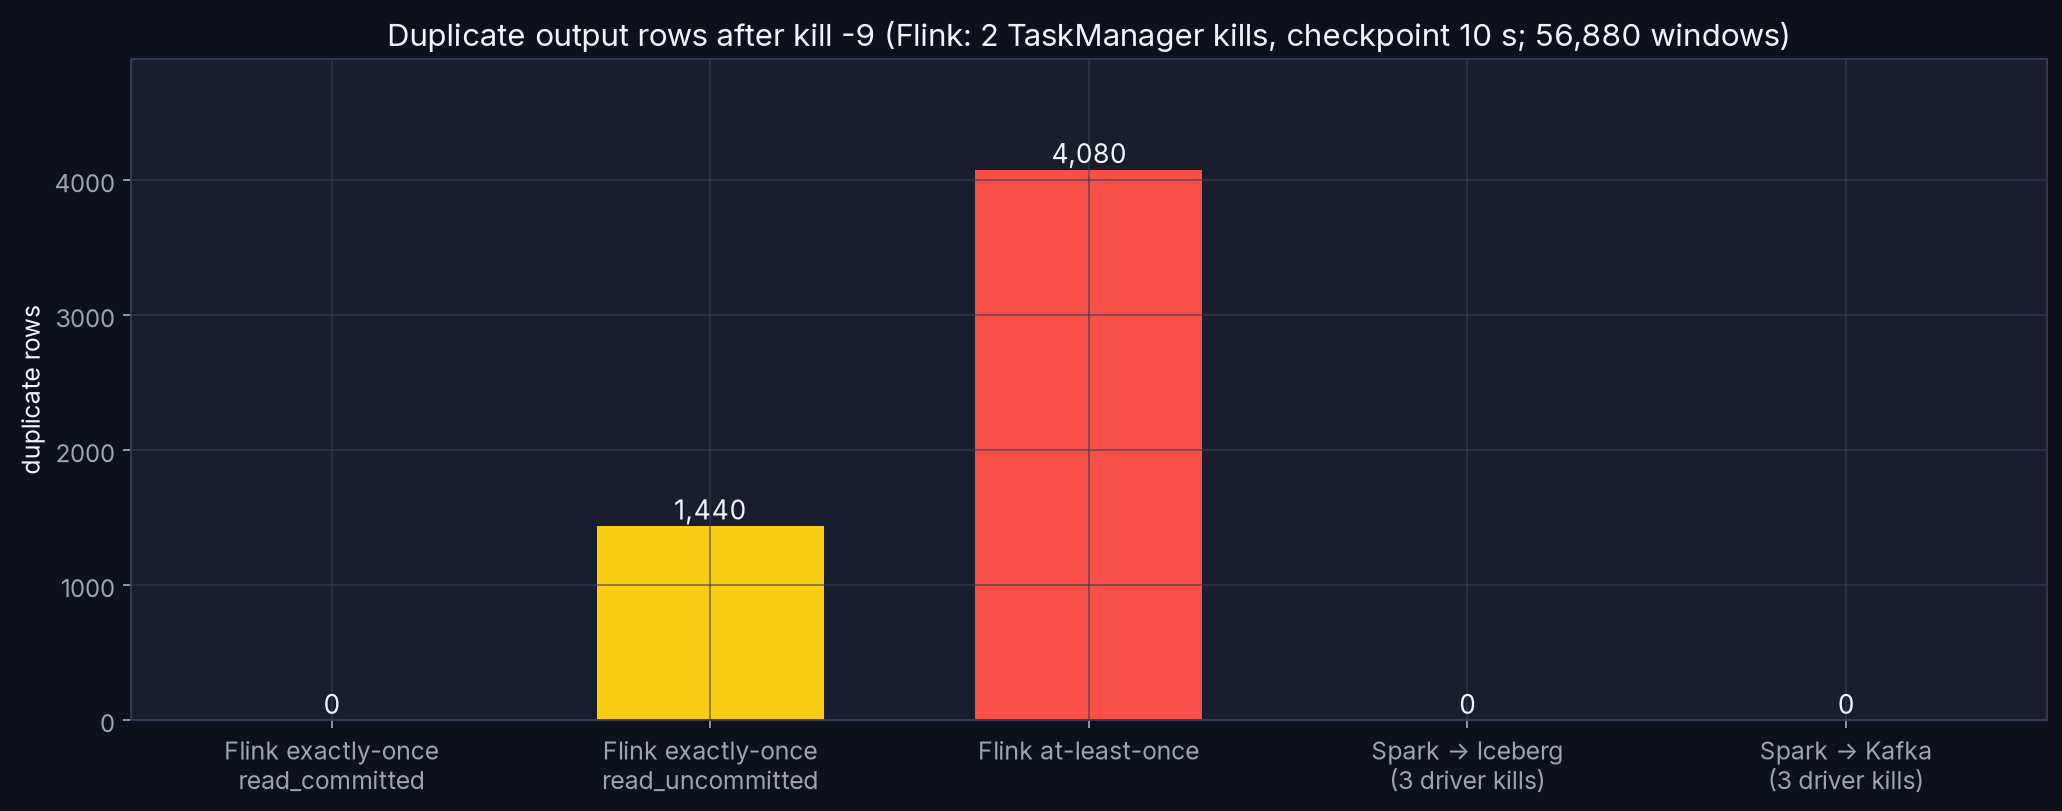 Duplicate output rows after kill -9 (Flink: 2 TaskManager kills, checkpoint 10 s; 56,880 windows)
duplicate rows
4000
3000
2000
1000
0
0
1,440
4,080
0
0
Flink exactly-once
read_committed
Flink exactly-once
read_uncommitted
Flink at-least-once
Spark → Iceberg
(3 driver kills)
Spark → Kafka
(3 driver kills)